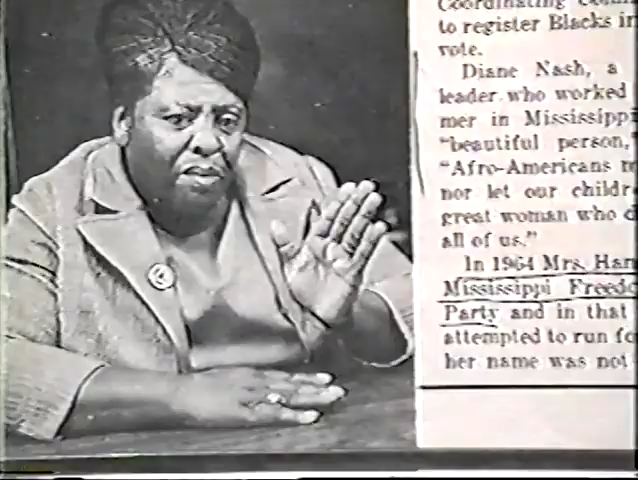 Coordinating
to register Blacks in
vote.
Diane Nash, a
leader who worked
mer in Mississippi
"beautiful person,
"Afro-Americans
nor let our childr
great woman who
all of us."
In 1964 Mrs. Ham
Mississippi Freedo
Party and in that
attempted to run fo
her name was not